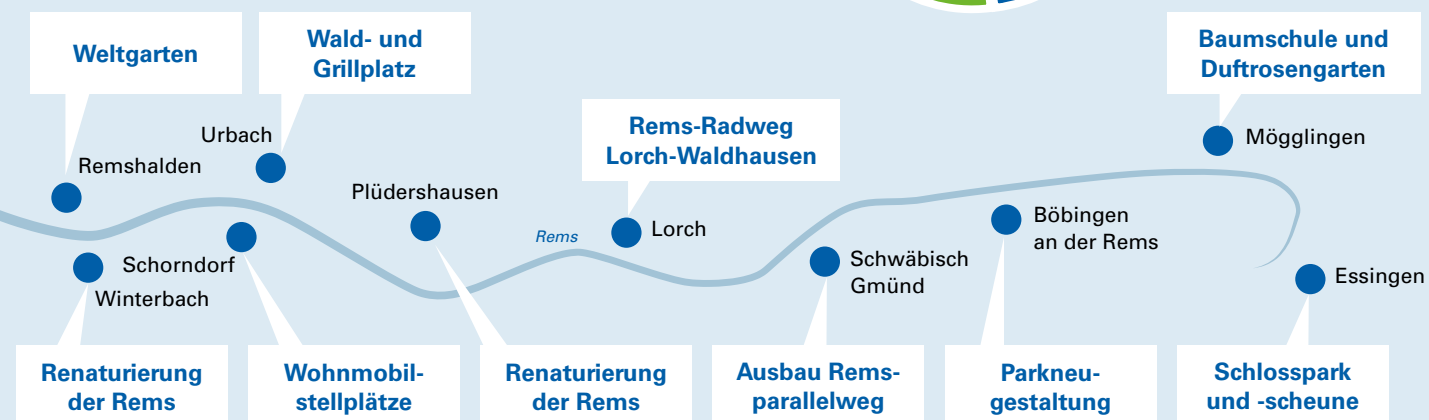 Weltgarten
Wald- und
Grillplatz
Baumschule und
Duftrosengarten
Rems-Radweg
Lorch-Waldhausen
Urbach
Remshalden
Mögglingen
Plüdershausen
Rems
Lorch
Böbingen
an der Rems
Schorndorf
Winterbach
Schwäbisch
Gmünd
Essingen
Renaturierung
der Rems
Wohnmobil-
stellplätze
Renaturierung
der Rems
Ausbau Rems-
parallelweg
Parkneu-
gestaltung
Schlosspark
und -scheune